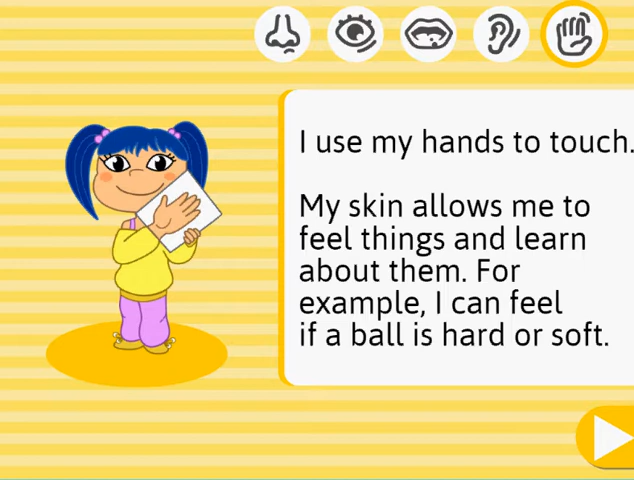 I use my hands to touch.
My skin allows me to
feel things and learn
about them. For
example, I can feel
if a ball is hard or soft.